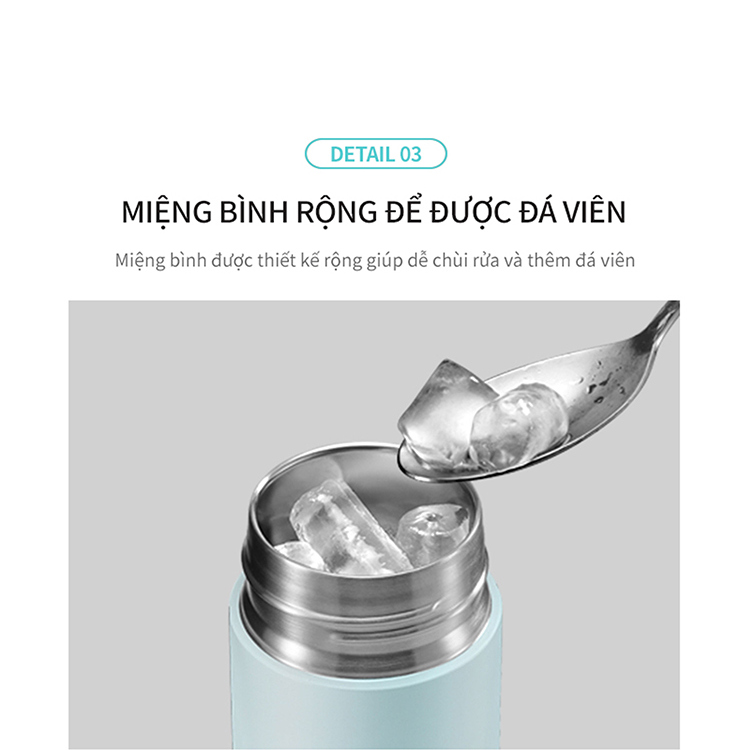 DETAIL 03
MIỆNG BÌNH RỘNG ĐỂ ĐƯỢC ĐÁ VIÊN
Miệng bình được thiết kế rộng giúp dễ chùi rửa và thêm đá viên